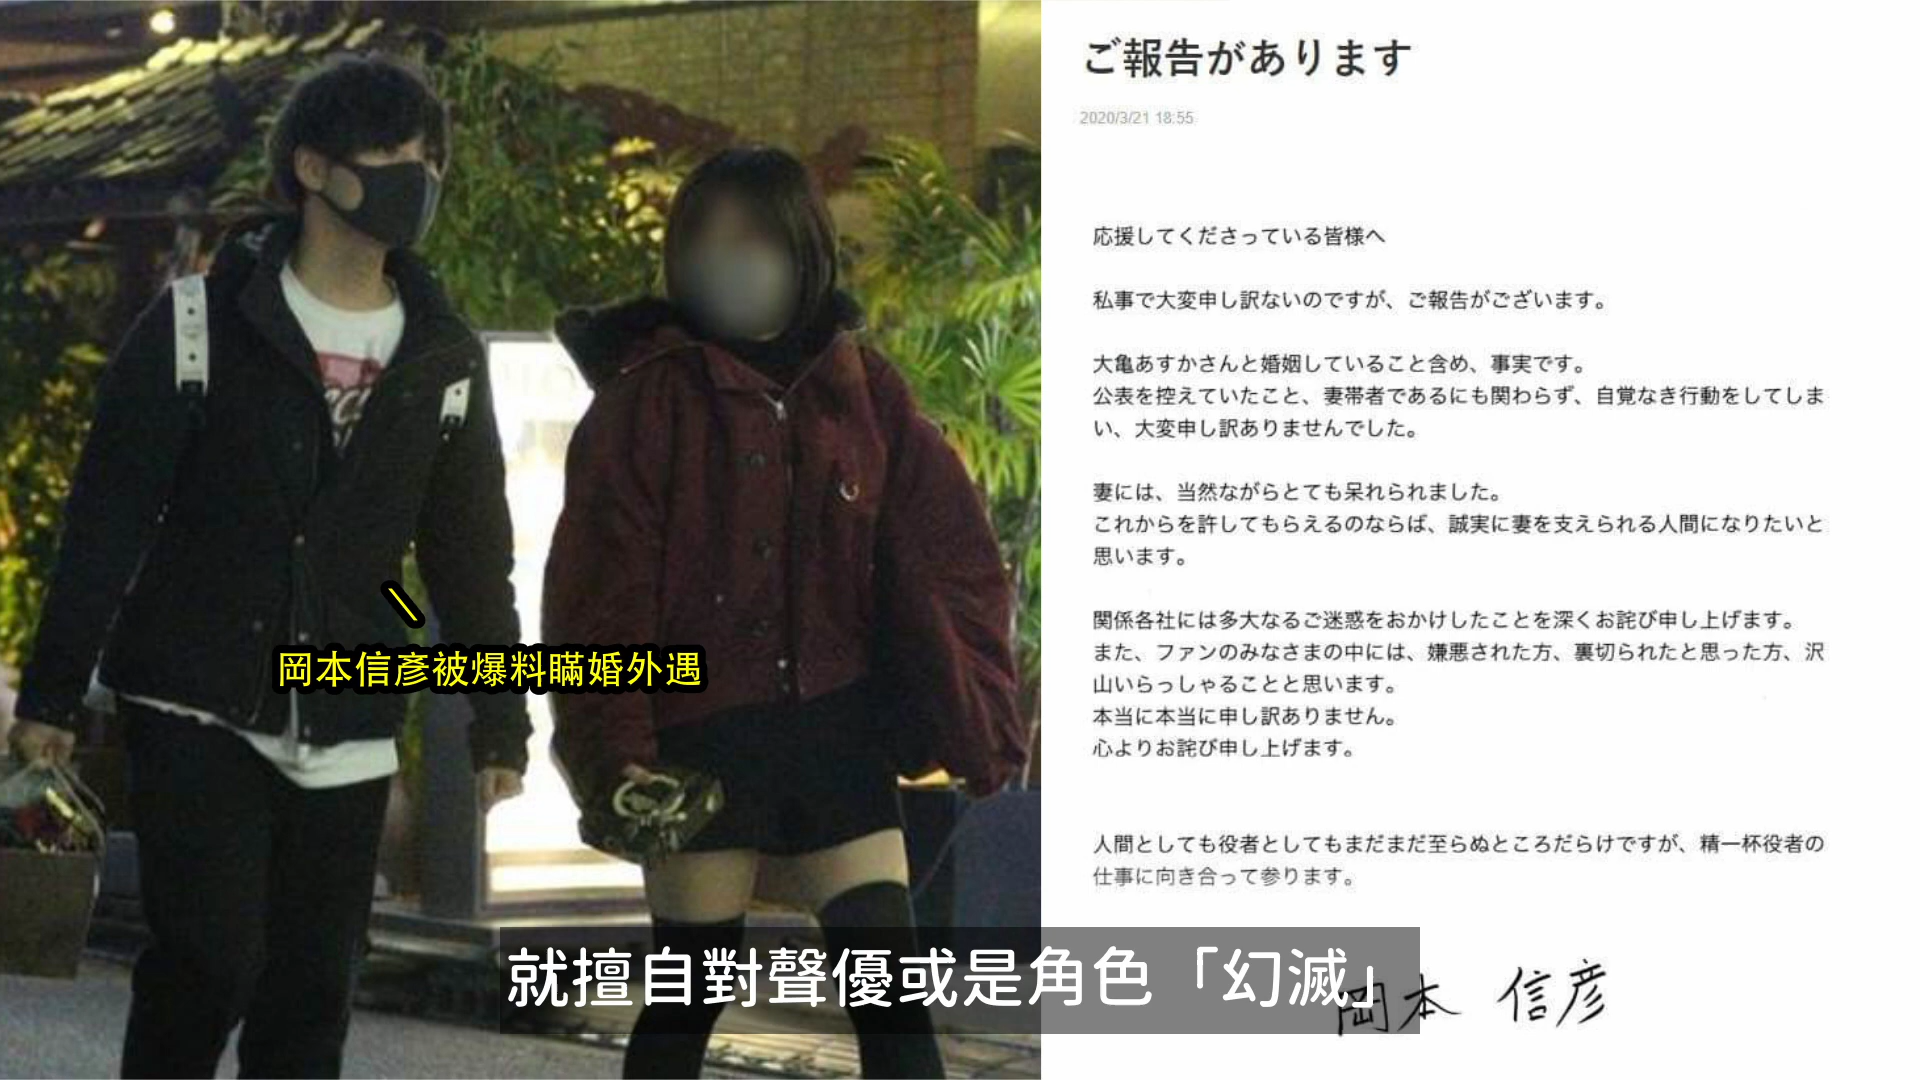 岡本信彥被爆料瞞婚外遇
ご報告があります
2020/3/21 18:55
応援してくださっている皆様へ
私事で大変申し訳ないのですが、ご報告がございます。
大亀あすかさんと婚姻していること含め、事実です。
公表を控えていたこと、妻帯者であるにも関わらず、自覚なき行動をしてしま
い、大変申し訳ありませんでした。
妻には、当然ながらとても呆れられました。
これからを許してもらえるのならば、誠実に妻を支えられる人間になりたいと
思います。
関係各社には多大なるご迷惑をおかけしたことを深くお詫び申し上げます。
また、ファンのみなさまの中には、嫌悪された方、裏切られたと思った方、沢
山いらっしゃることと思います。
本当に本当に申し訳ありません。
心よりお詫び申し上げます。
人間としても役者としてもまだまだ至らぬところだらけですが、精一杯役者の
仕事に向き合って参ります。
岡本 信彦
就擅自對聲優或是角色「幻滅」